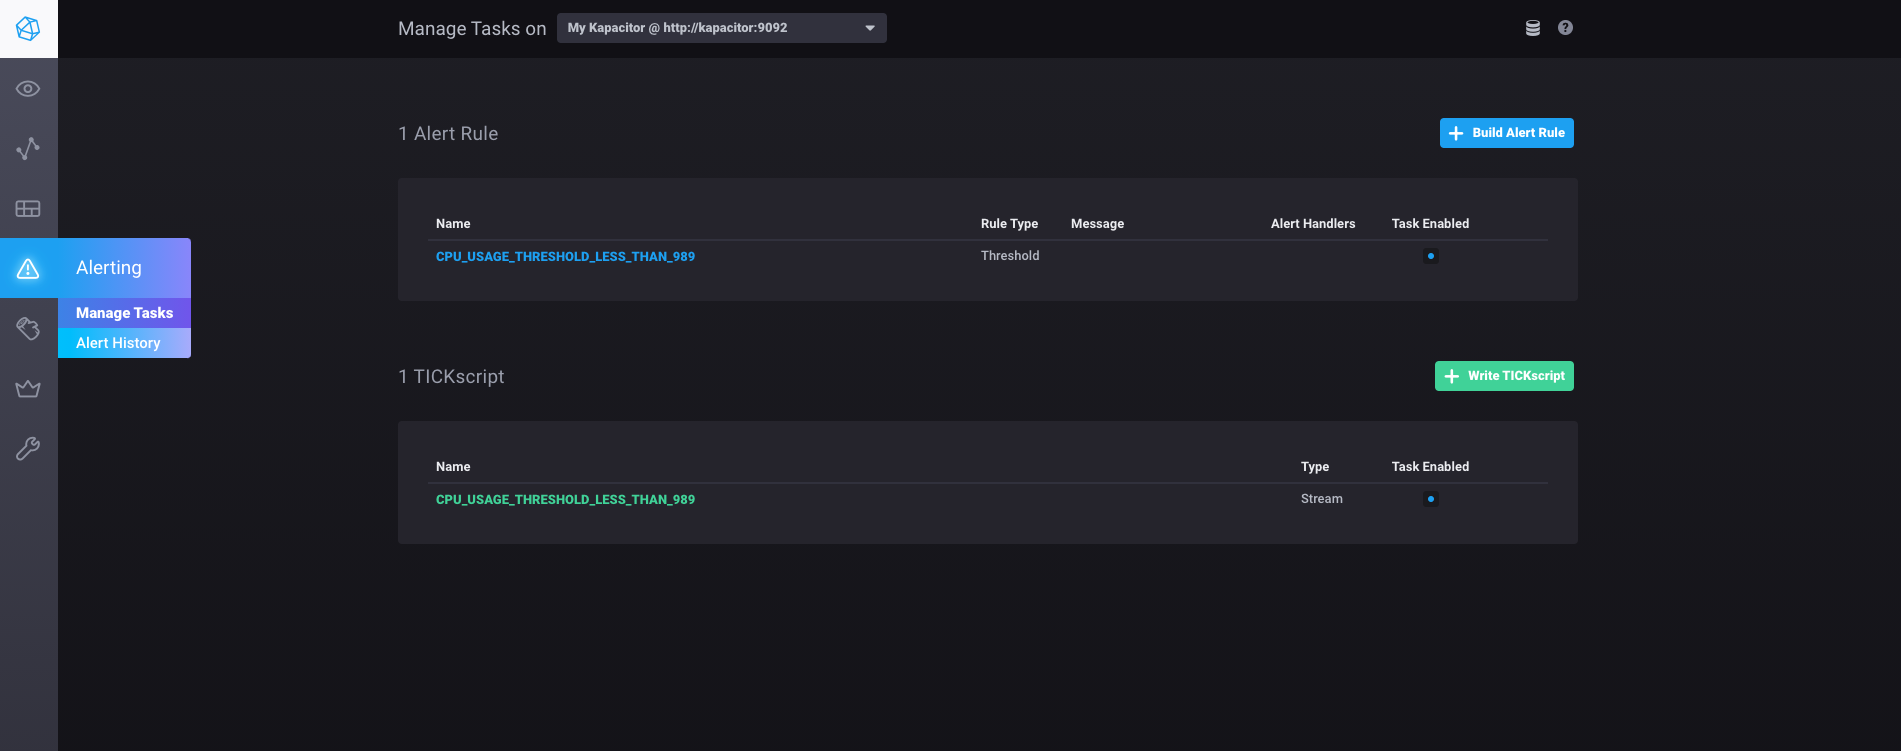 Manage Tasks on
My Kapacitor @ http://kapacitor:9092
?
1 Alert Rule
Build Alert Rule
Name Rule Type Message Alert Handlers Task Enabled
CPU_USAGE_THRESHOLD_LESS_THAN_989 Threshold
Alerting
Manage Tasks
Alert History
1 TICKscript
Write TICKscript
Name Type Task Enabled
CPU_USAGE_THRESHOLD_LESS_THAN_989 Stream